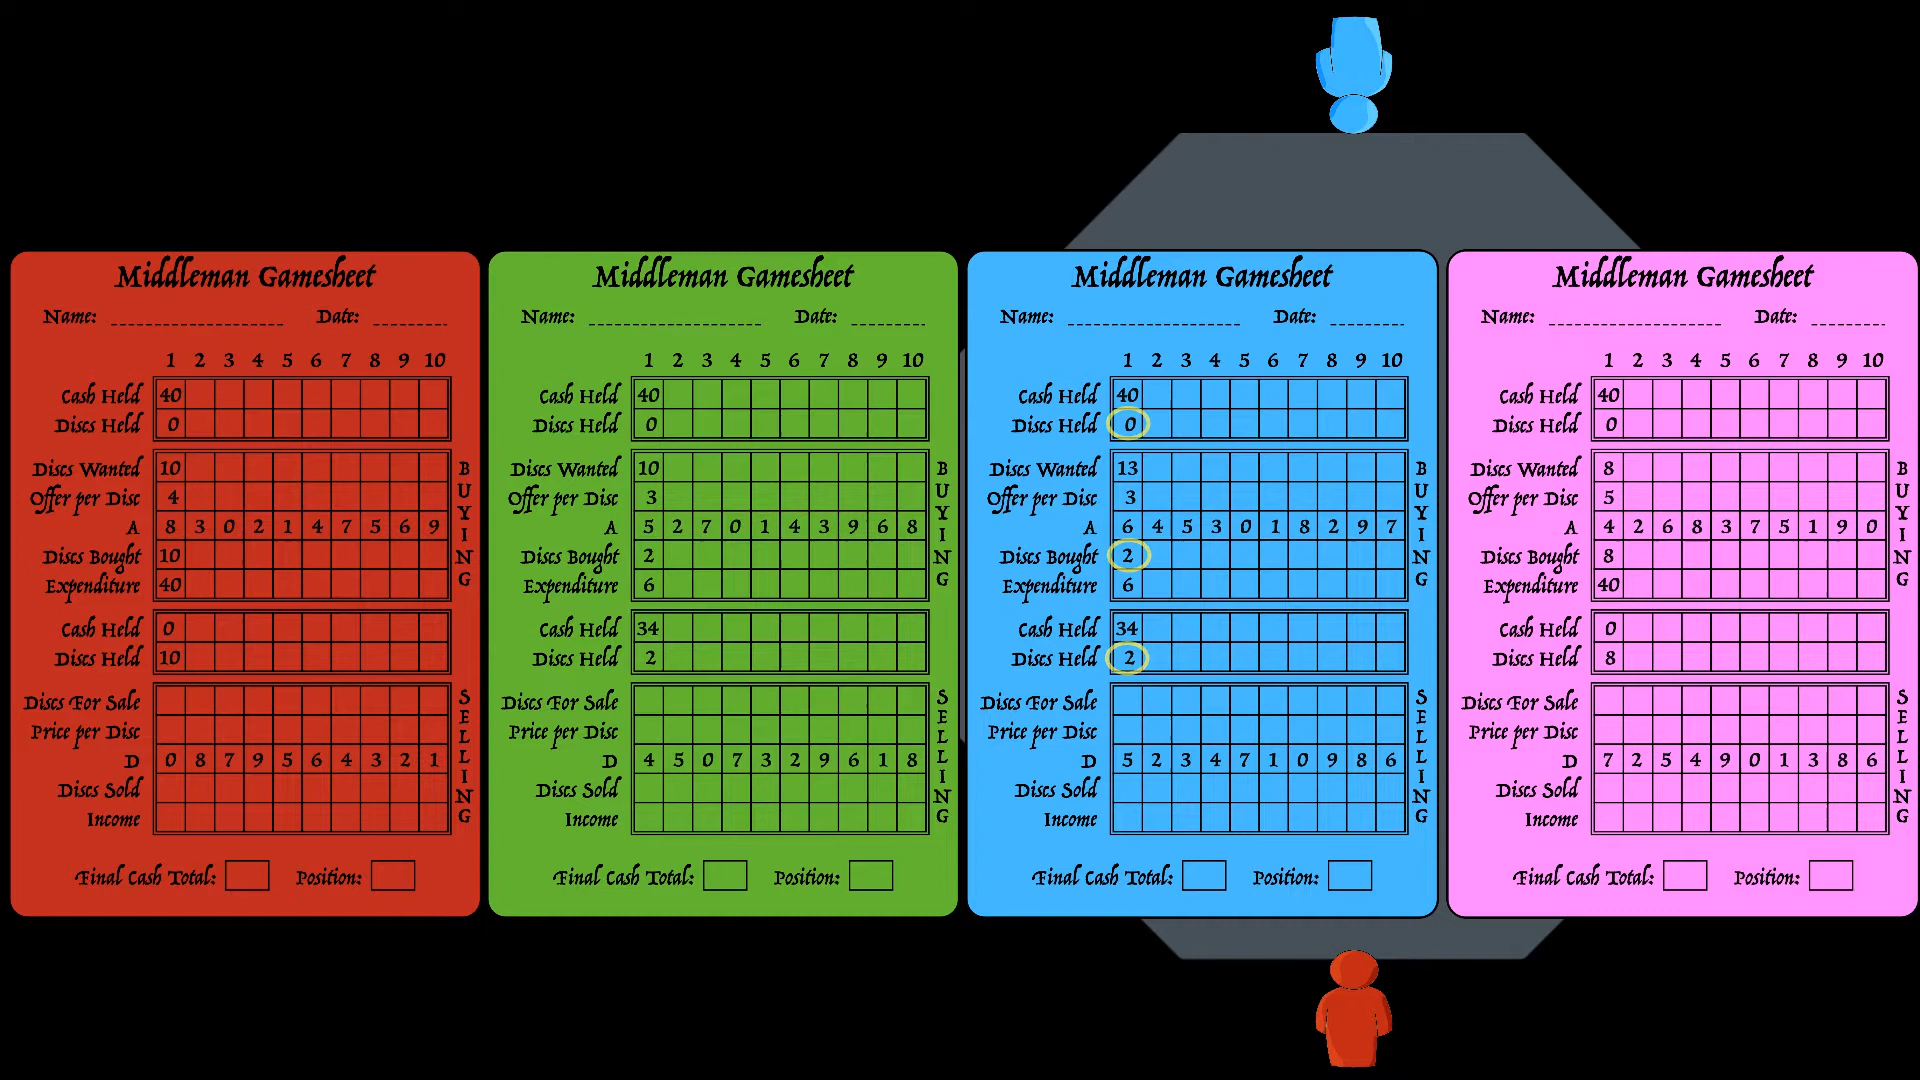 Middleman Gamesheet
Name: Date:
1 2 3 4 5 6 7 8 9 10
Cash Held 40
Discs Held 0
Discs Wanted 10
Offer per Disc 4
A 8 3 0 2 1 4 7 5 6 9
Discs Bought 10
Expenditure 40
BUYING
Cash Held 0
Discs Held 10
Discs For Sale
Price per Disc
D 0 8 7 9 5 6 4 3 2 1
Discs Sold
Income
SELLING
Final Cash Total: Position:
Middleman Gamesheet
Name: Date:
1 2 3 4 5 6 7 8 9 10
Cash Held 40
Discs Held 0
Discs Wanted 10
Offer per Disc 3
A 5 2 7 0 1 4 3 9 6 8
Discs Bought 2
Expenditure 6
BUYING
Cash Held 34
Discs Held 2
Discs For Sale
Price per Disc
D 4 5 0 7 3 2 9 6 1 8
Discs Sold
Income
SELLING
Final Cash Total: Position:
Middleman Gamesheet
Name: Date:
1 2 3 4 5 6 7 8 9 10
Cash Held 40
Discs Held 0
Discs Wanted 13
Offer per Disc 3
A 6 4 5 3 0 1 8 2 9 7
Discs Bought 2
Expenditure 6
BUYING
Cash Held 34
Discs Held 2
Discs For Sale
Price per Disc
D 5 2 3 4 7 1 0 9 8 6
Discs Sold
Income
SELLING
Final Cash Total: Position:
Middleman Gamesheet
Name: Date:
1 2 3 4 5 6 7 8 9 10
Cash Held 40
Discs Held 0
Discs Wanted 8
Offer per Disc 5
A 4 2 6 8 3 7 5 1 9 0
Discs Bought 8
Expenditure 40
BUYING
Cash Held 0
Discs Held 8
Discs For Sale
Price per Disc
D 7 2 5 4 9 0 1 3 8 6
Discs Sold
Income
SELLING
Final Cash Total: Position: